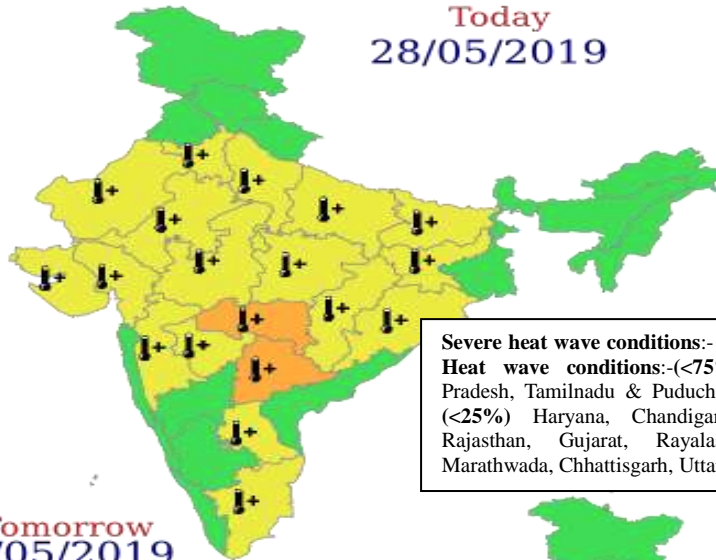 Today
28/05/2019
Severe heat wave conditions:-
Heat wave conditions:-(<75
Pradesh, Tamilnadu & Puduch
(<25%) Haryana, Chandigar
Rajasthan, Gujarat, Rayala
Marathwada, Chhattisgarh, Utta
omorrow
/05/2019